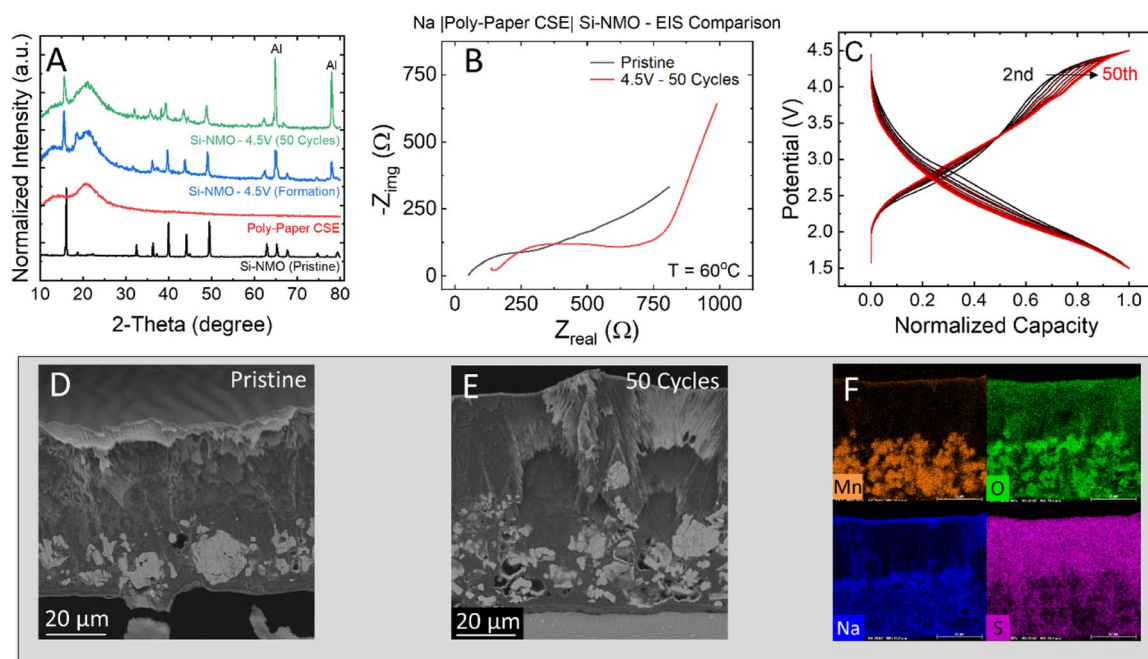 Na |Poly-Paper CSE| Si-NMO - EIS Comparison
A
Al
Al
Si-NMO - 4.5V (50 Cycles)
Si-NMO - 4.5V (Formation)
Poly-Paper CSE
Si-NMO (Pristine)
Normalized Intensity (a.u.)
10 20 30 40 50 60 70 80
2-Theta (degree)
B
Pristine
4.5V - 50 Cycles
750
500
250
0
-Zimg (Ω)
T = 60°C
0 250 500 750 1000
Zreal (Ω)
C
2nd
50th
4.5
4.0
3.5
3.0
2.5
2.0
1.5
Potential (V)
0.0 0.2 0.4 0.6 0.8 1.0
Normalized Capacity
D
Pristine
20 µm
E
50 Cycles
20 µm
F
Mn
O
Na
S